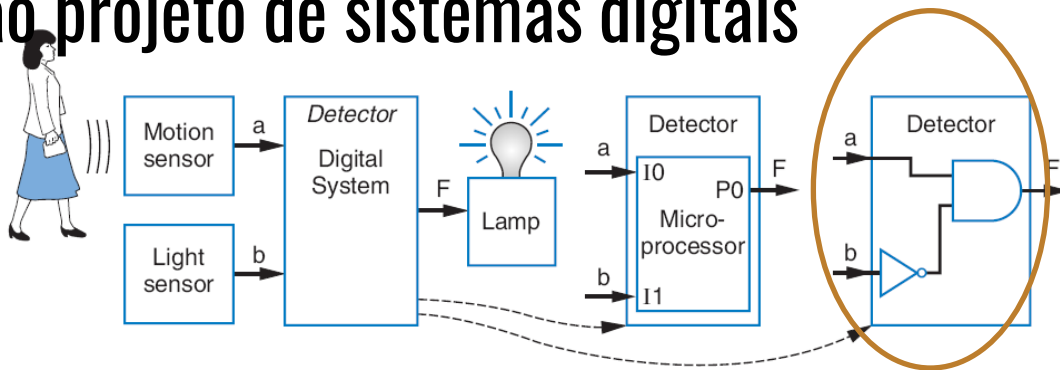 ao projeto de sistemas digitais
Motion
sensor
a
Detector
Digital
System
Light
sensor
b
F
Lamp
Detector
a
I0
P0
F
Micro-
processor
b
I1
Detector
a
b
F